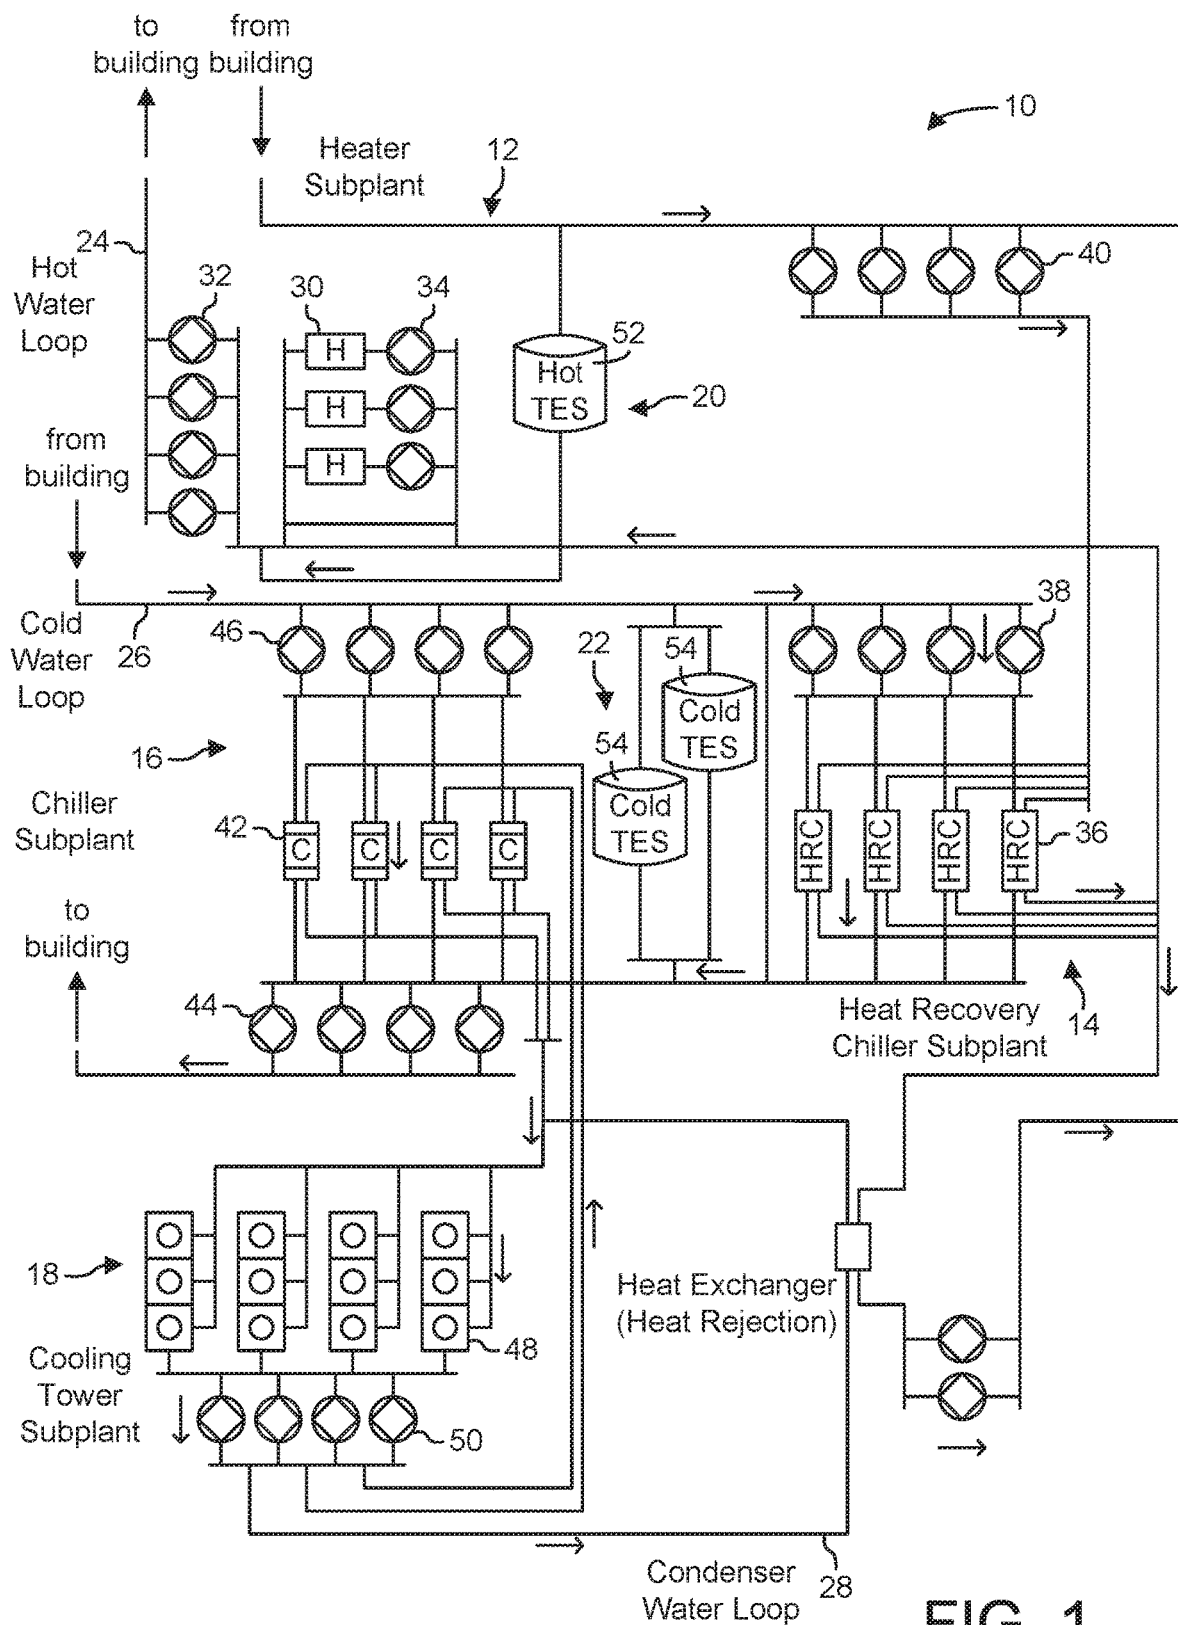 to
building
from
building
10
Heater
Subplant
12
24
Hot
Water
Loop
32
30
34
40
H
H
H
52
Hot
TES
20
from
building
26
Cold
Water
Loop
46
38
22
54
Cold
TES
54
Cold
TES
16
Chiller
Subplant
42
C
C
C
C
HRC
HRC
HRC
HRC
36
to
building
44
Heat Recovery
Chiller Subplant
14
18
Heat Exchanger
(Heat Rejection)
48
Cooling
Tower
Subplant
50
28
Condenser
Water Loop
FIG. 1